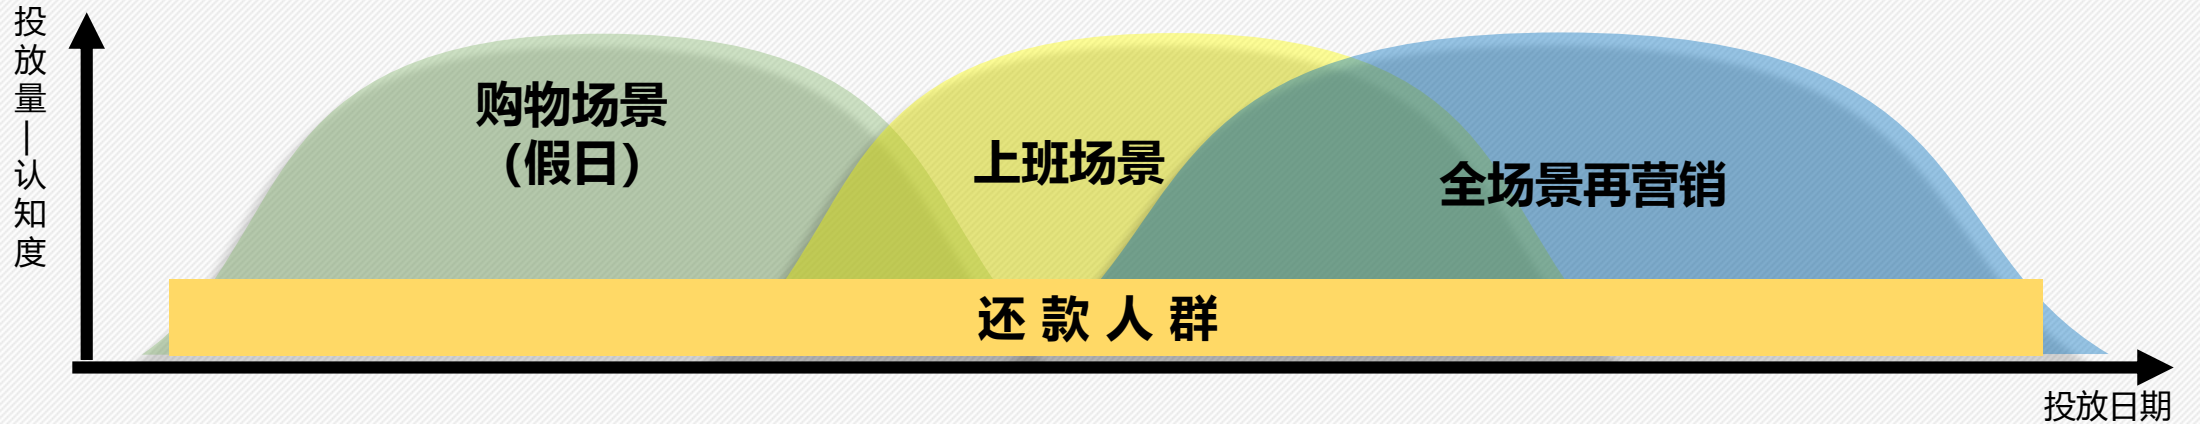 投放量—认知度
购物场景
(假日)
上班场景
全场景再营销
还款人群
投放日期